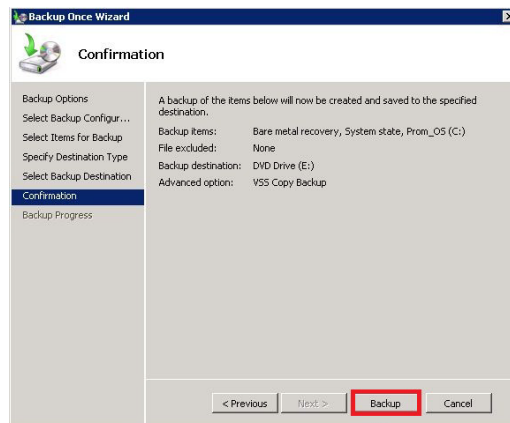 Backup Once Wizard
Confirmation
Backup Options
Select Backup Configur...
Select Items for Backup
Specify Destination Type
Select Backup Destination
Confirmation
Backup Progress
A backup of the items below will now be created and saved to the specified
destination.
Backup items: Bare metal recovery, System state, Prom_OS (C:)
File excluded: None
Backup destination: DVD Drive (E:)
Advanced option: VSS Copy Backup
< Previous Next > Backup Cancel